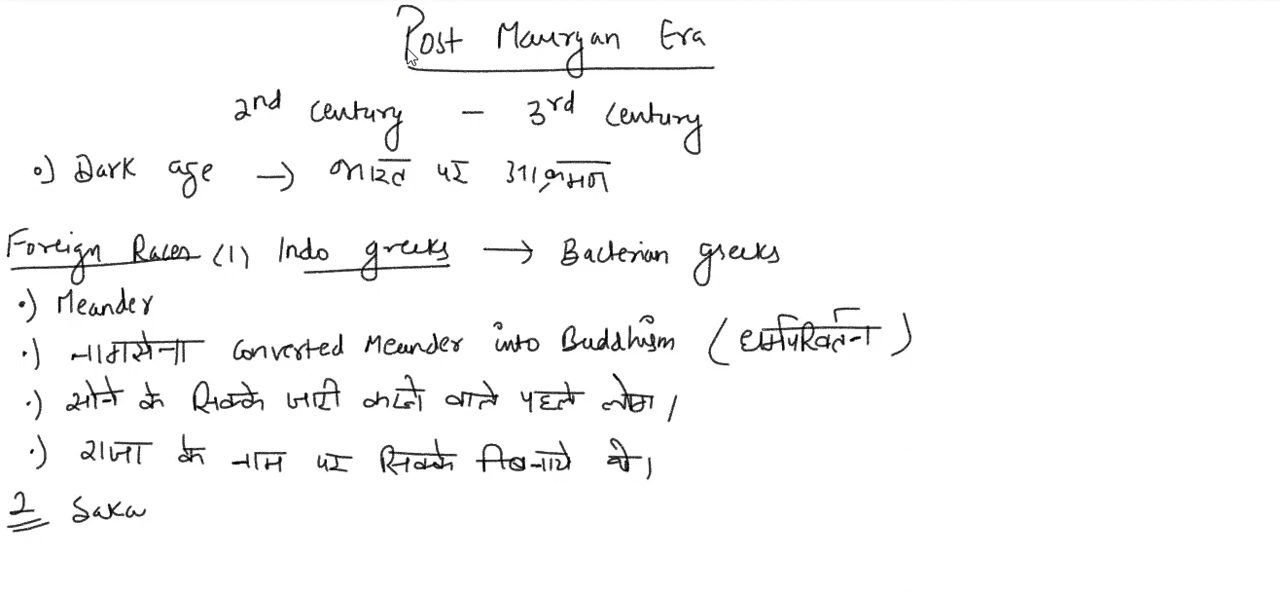 Post Mauryan Era
2nd Century - 3rd Century
Dark age → भारत पर आक्रमण
Foreign Races (1) Indo greeks → Bacterian greeks
Meander
नागसेना Converted Meander into Buddhism (धर्मपरिवर्तन)
सोने के सिक्के जारी करने वाले पहले लोग।
राजा के नाम पर सिक्के निकाये थे।
2 Saka